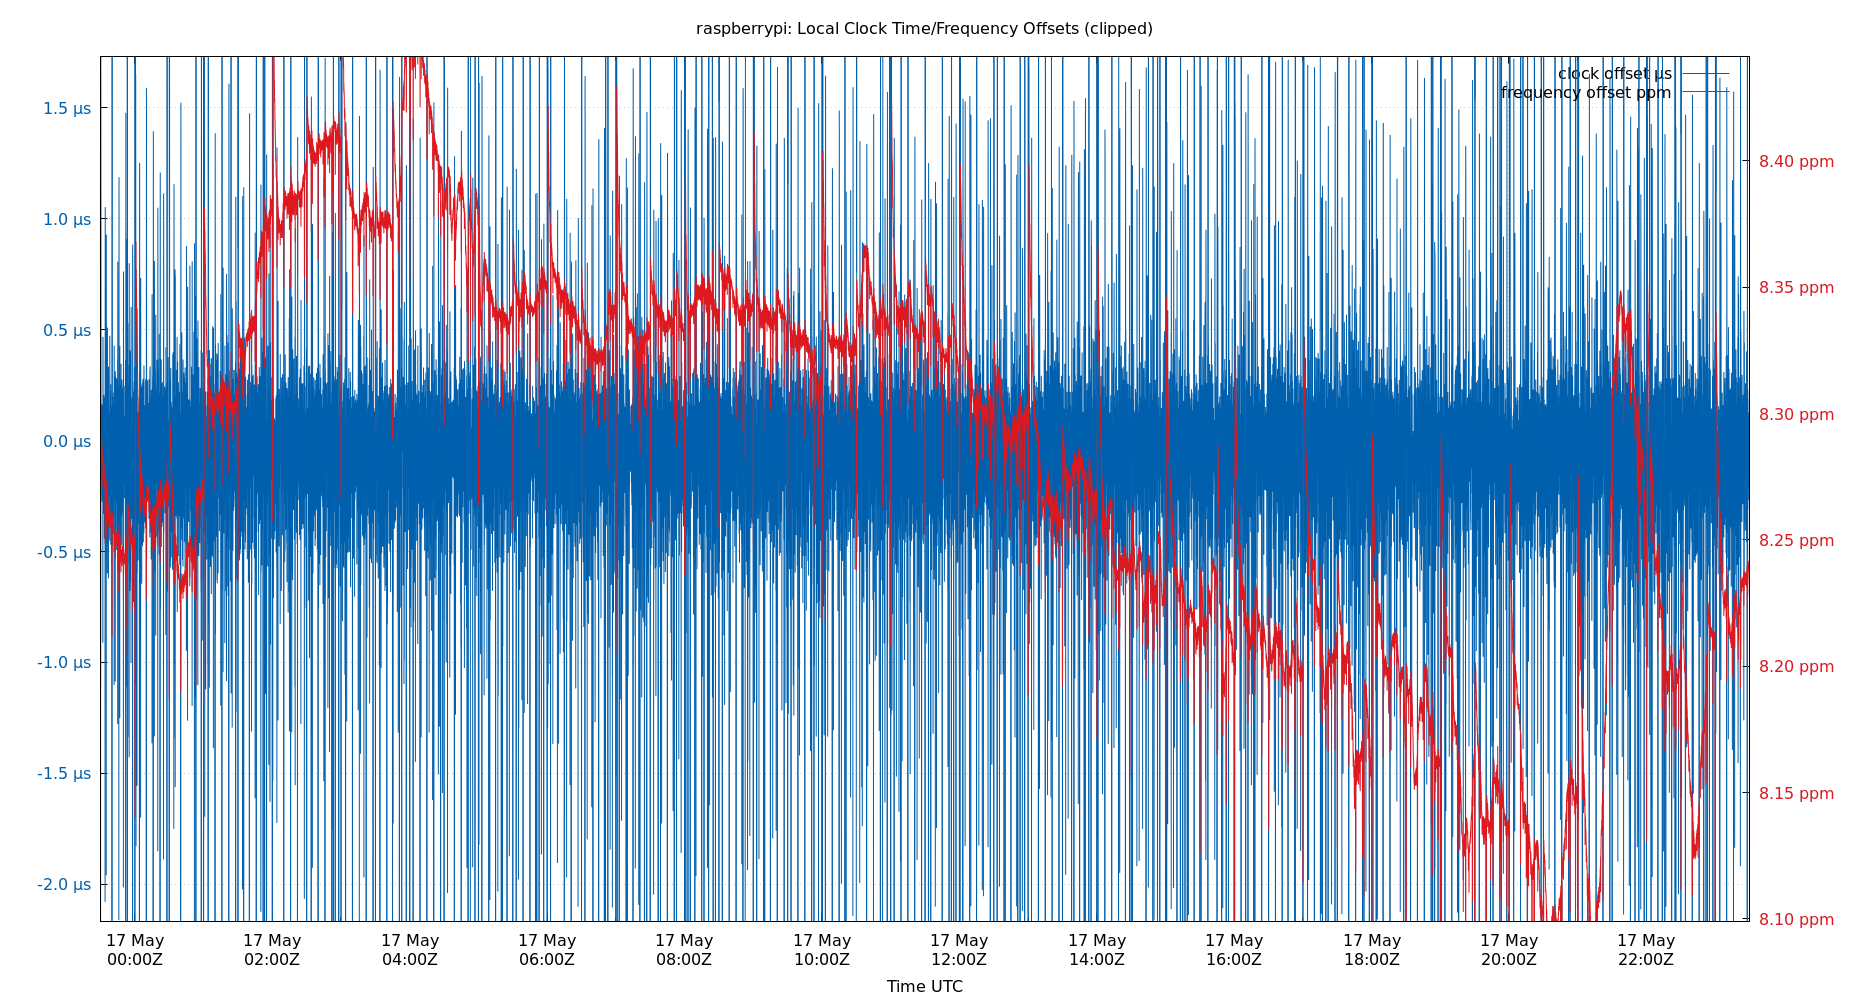 raspberrypi: Local Clock Time/Frequency Offsets (clipped)
clock offset µs
frequency offset ppm
1.5 µs
1.0 µs
0.5 µs
0.0 µs
-0.5 µs
-1.0 µs
-1.5 µs
-2.0 µs
8.40 ppm
8.35 ppm
8.30 ppm
8.25 ppm
8.20 ppm
8.15 ppm
8.10 ppm
17 May 17 May 17 May 17 May 17 May 17 May 17 May 17 May 17 May 17 May 17 May 17 May
00:00Z 02:00Z 04:00Z 06:00Z 08:00Z 10:00Z 12:00Z 14:00Z 16:00Z 18:00Z 20:00Z 22:00Z
Time UTC